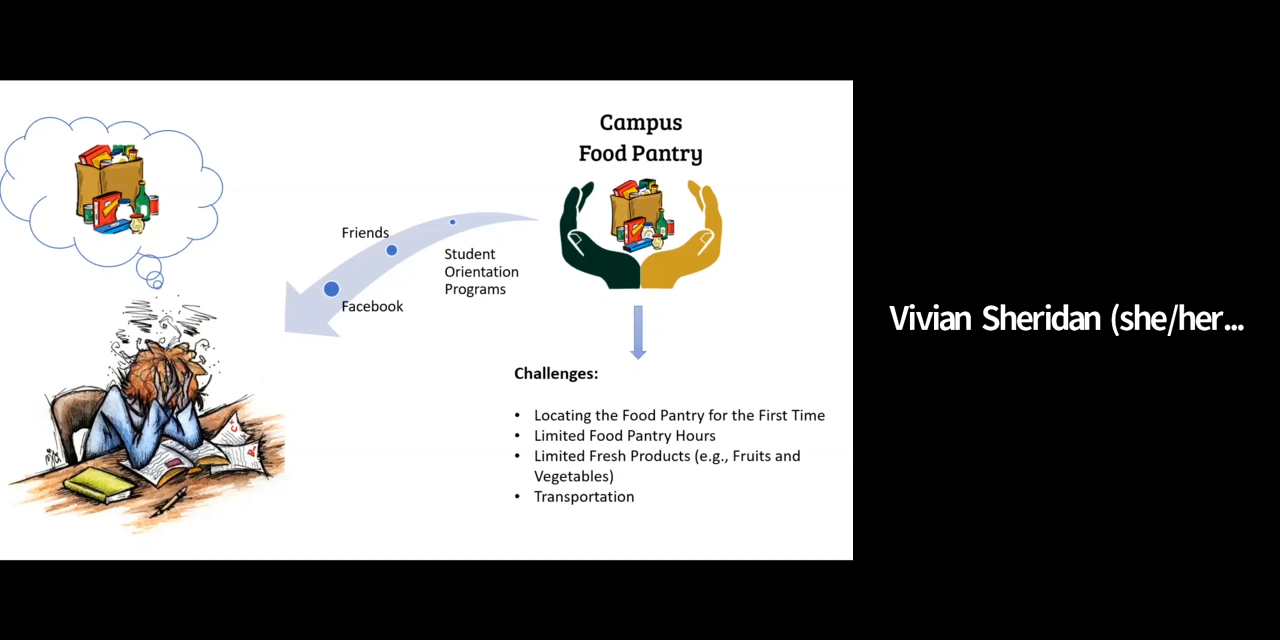 Campus
Food Pantry
Friends
Student
Orientation
Programs
Facebook
Challenges:
• Locating the Food Pantry for the First Time
• Limited Food Pantry Hours
• Limited Fresh Products (e.g., Fruits and
Vegetables)
• Transportation
Vivian Sheridan (she/her...